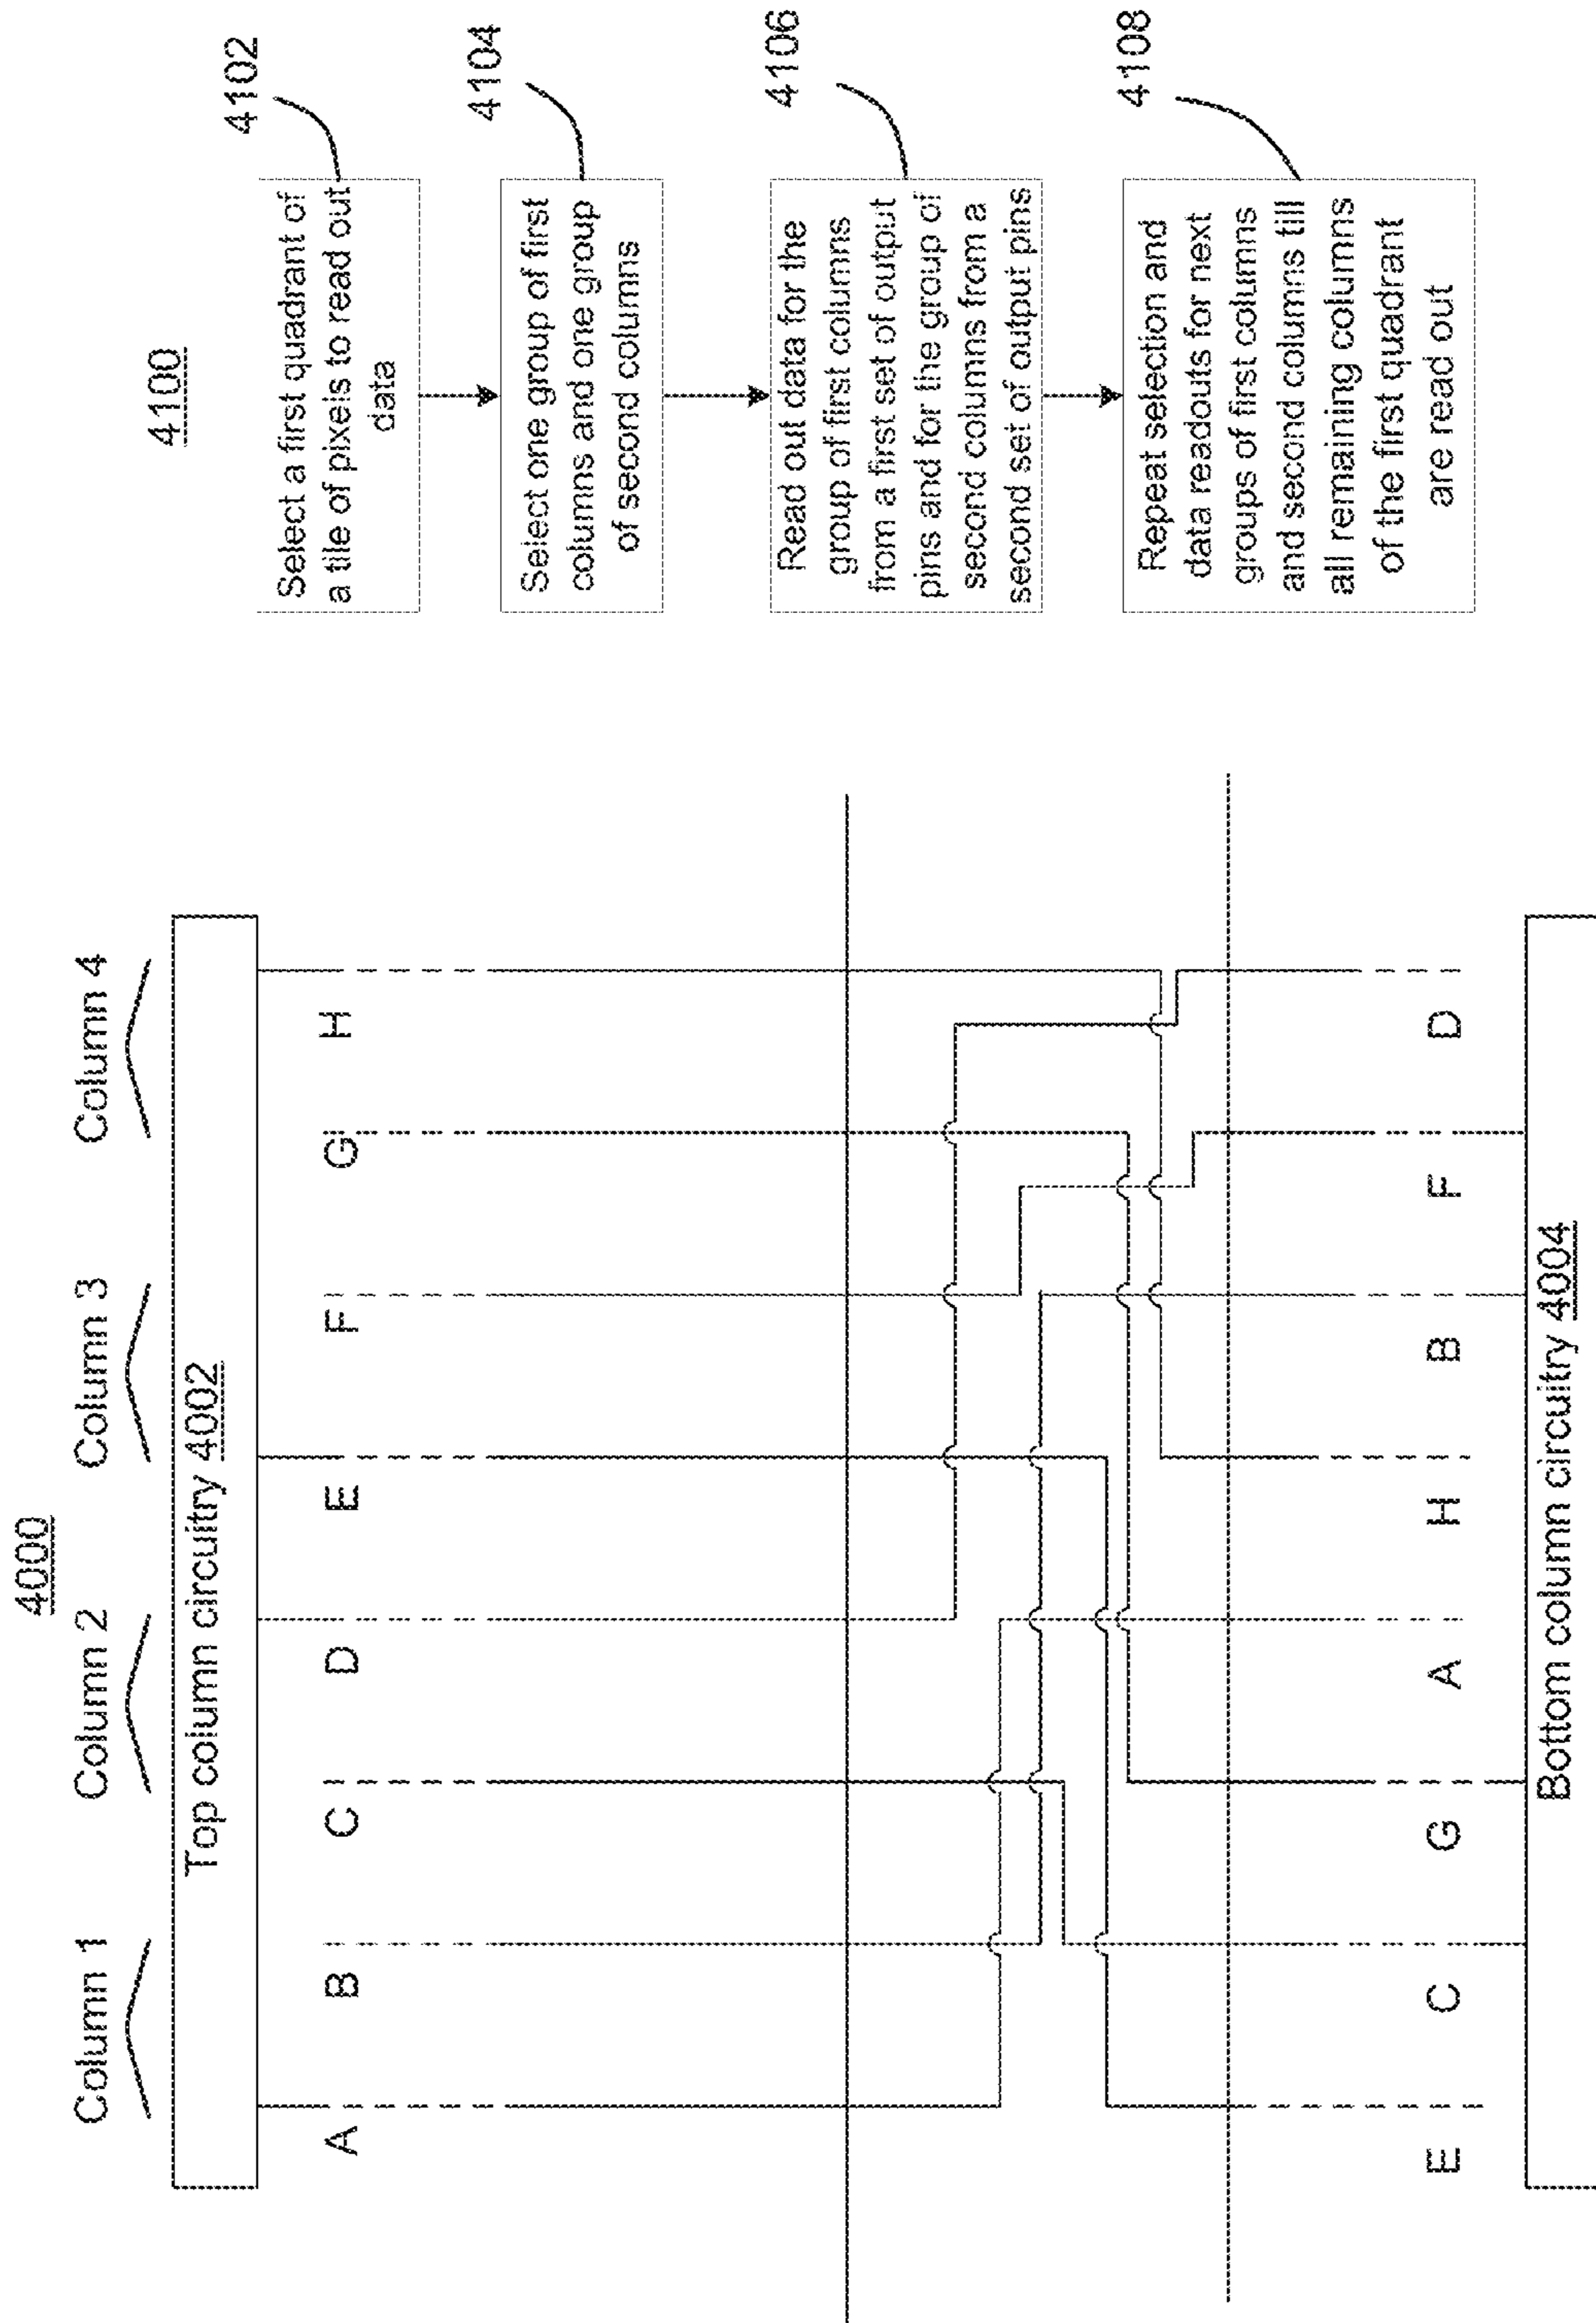 4000
Column 1
Column 2
Column 3
Column 4
Top column circuitry 4002
A
B
C
D
E
F
G
H
E
C
G
A
H
B
F
D
Bottom column circuitry 4004
4100
Select a first quadrant of
a tile of pixels to read out
data
4102
Select one group of first
columns and one group
of second columns
4104
Read out data for the
group of first columns
from a first set of output
pins and for the group of
second columns from a
second set of output pins
4106
Repeat selection and
data readouts for next
groups of first columns
and second columns till
all remaining columns
of the first quadrant
are read out
4108